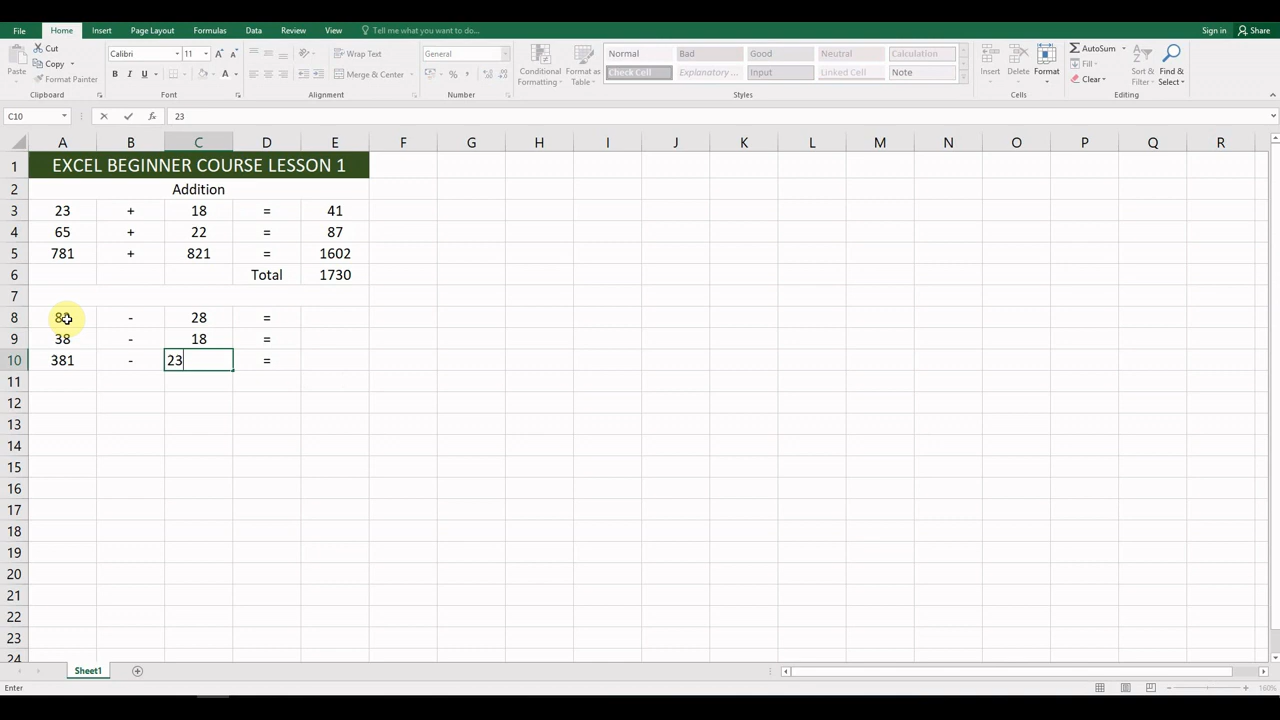 File Home Insert Page Layout Formulas Data Review View Tell me what you want to do... Sign in Share
Paste Cut Copy Format Painter Clipboard
Calibri 11 B I U A Font
Wrap Text Merge & Center Alignment
General % , Number
Conditional Formatting Format as Table
Normal Bad Good Neutral Calculation
Check Cell Explanatory ... Input Linked Cell Note
Styles
Insert Delete Format Cells
AutoSum Fill Clear Sort & Filter Find & Select Editing
C10 fx 23
A B C D E F G H I J K L M N O P Q R
1 EXCEL BEGINNER COURSE LESSON 1
2 Addition
3 23 + 18 = 41
4 65 + 22 = 87
5 781 + 821 = 1602
6 Total 1730
7
8 - 28 =
9 38 - 18 =
10 381 - 23 =
11
12
13
14
15
16
17
18
19
20
21
22
23
24
Sheet1
Enter 160%